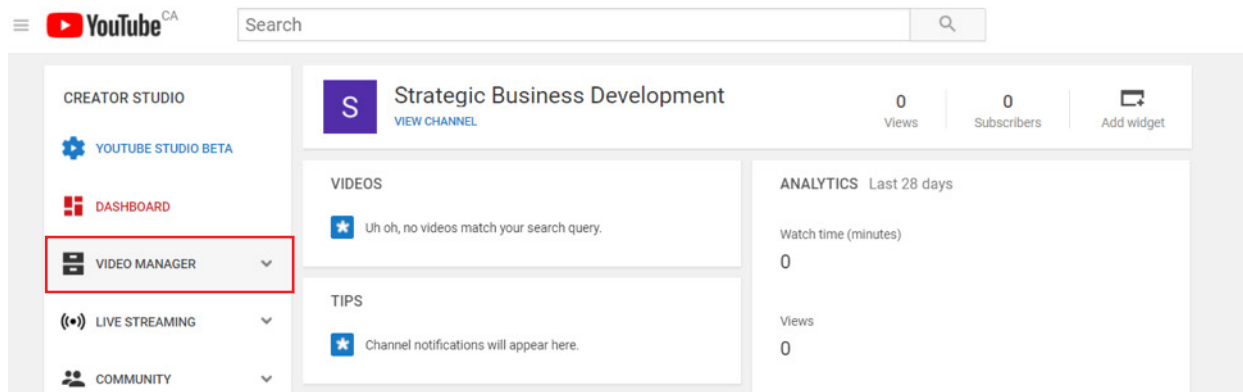 YouTube CA
Search
CREATOR STUDIO
YOUTUBE STUDIO BETA
DASHBOARD
VIDEO MANAGER
LIVE STREAMING
COMMUNITY
S
Strategic Business Development
VIEW CHANNEL
0
Views
0
Subscribers
Add widget
VIDEOS
Uh oh, no videos match your search query.
TIPS
Channel notifications will appear here.
ANALYTICS Last 28 days
Watch time (minutes)
0
Views
0